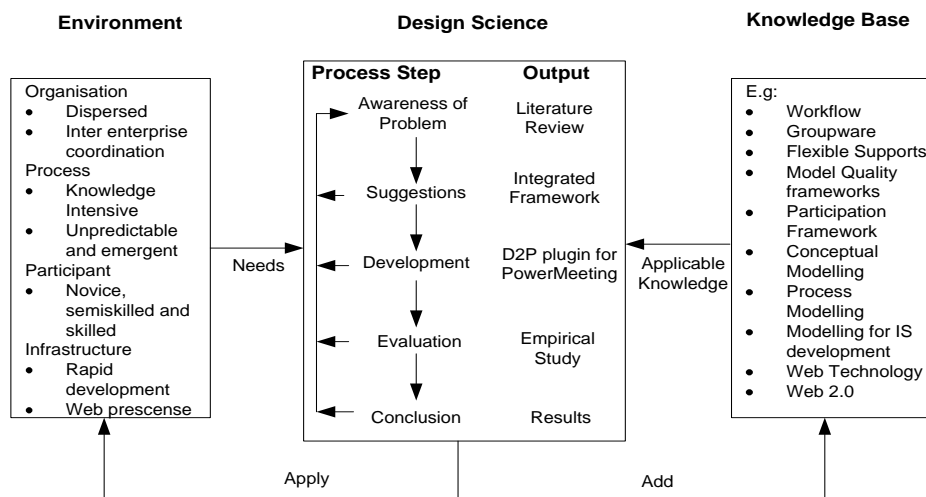 Environment
Design Science
Knowledge Base
Organisation
• Dispersed
• Inter enterprise
coordination
Process
• Knowledge
Intensive
• Unpredictable
and emergent
Participant
• Novice,
semiskilled and
skilled
Infrastructure
• Rapid
development
• Web prescense
Needs
Process Step
Output
Awareness of
Problem
Literature
Review
Suggestions
Integrated
Framework
Development
D2P plugin for
PowerMeeting
Evaluation
Empirical
Study
Conclusion
Results
Applicable
Knowledge
E.g:
• Workflow
• Groupware
• Flexible Supports
• Model Quality
frameworks
• Participation
Framework
• Conceptual
Modelling
• Process
Modelling
• Modelling for IS
development
• Web Technology
• Web 2.0
Apply
Add